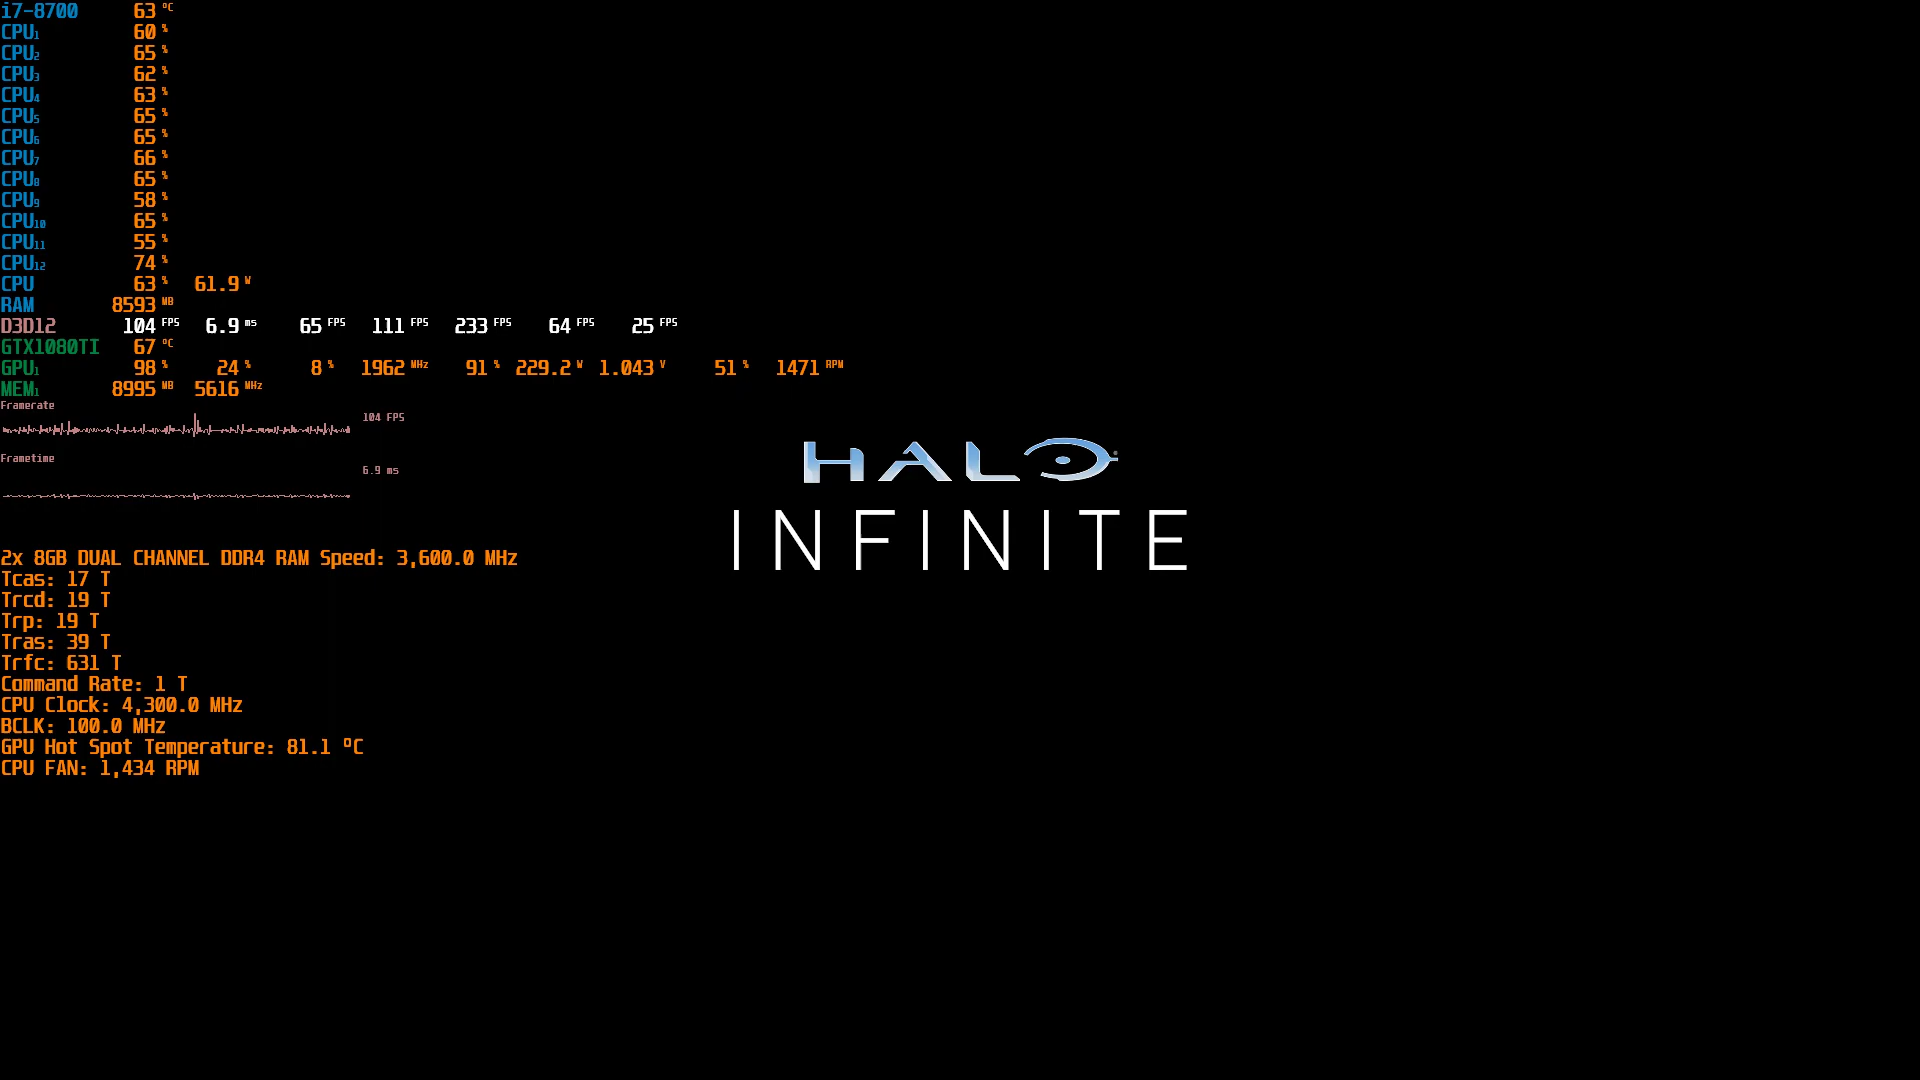 i7-8700 63 °C
CPU1 60 %
CPU2 65 %
CPU3 62 %
CPU4 63 %
CPU5 65 %
CPU6 65 %
CPU7 66 %
CPU8 65 %
CPU9 58 %
CPU10 65 %
CPU11 55 %
CPU12 74 %
CPU 63 % 61.9 W
RAM 8593 MB
D3D12 104 FPS 6.9 ms 65 FPS 111 FPS 233 FPS 64 FPS 25 FPS
GTX1080TI 67 °C
GPU1 98 % 24 % 8 % 1962 MHz 91 % 229.2 W 1.043 V 51 % 1471 RPM
MEM1 8995 MB 5616 MHz
Framerate
104 FPS
Frametime
6.9 ms
HALO
INFINITE
2x 8GB DUAL CHANNEL DDR4 RAM Speed: 3,600.0 MHz
Tcas: 17 T
Trcd: 19 T
Trp: 19 T
Tras: 39 T
Trfc: 631 T
Command Rate: 1 T
CPU Clock: 4,300.0 MHz
BCLK: 100.0 MHz
GPU Hot Spot Temperature: 81.1 °C
CPU FAN: 1,434 RPM